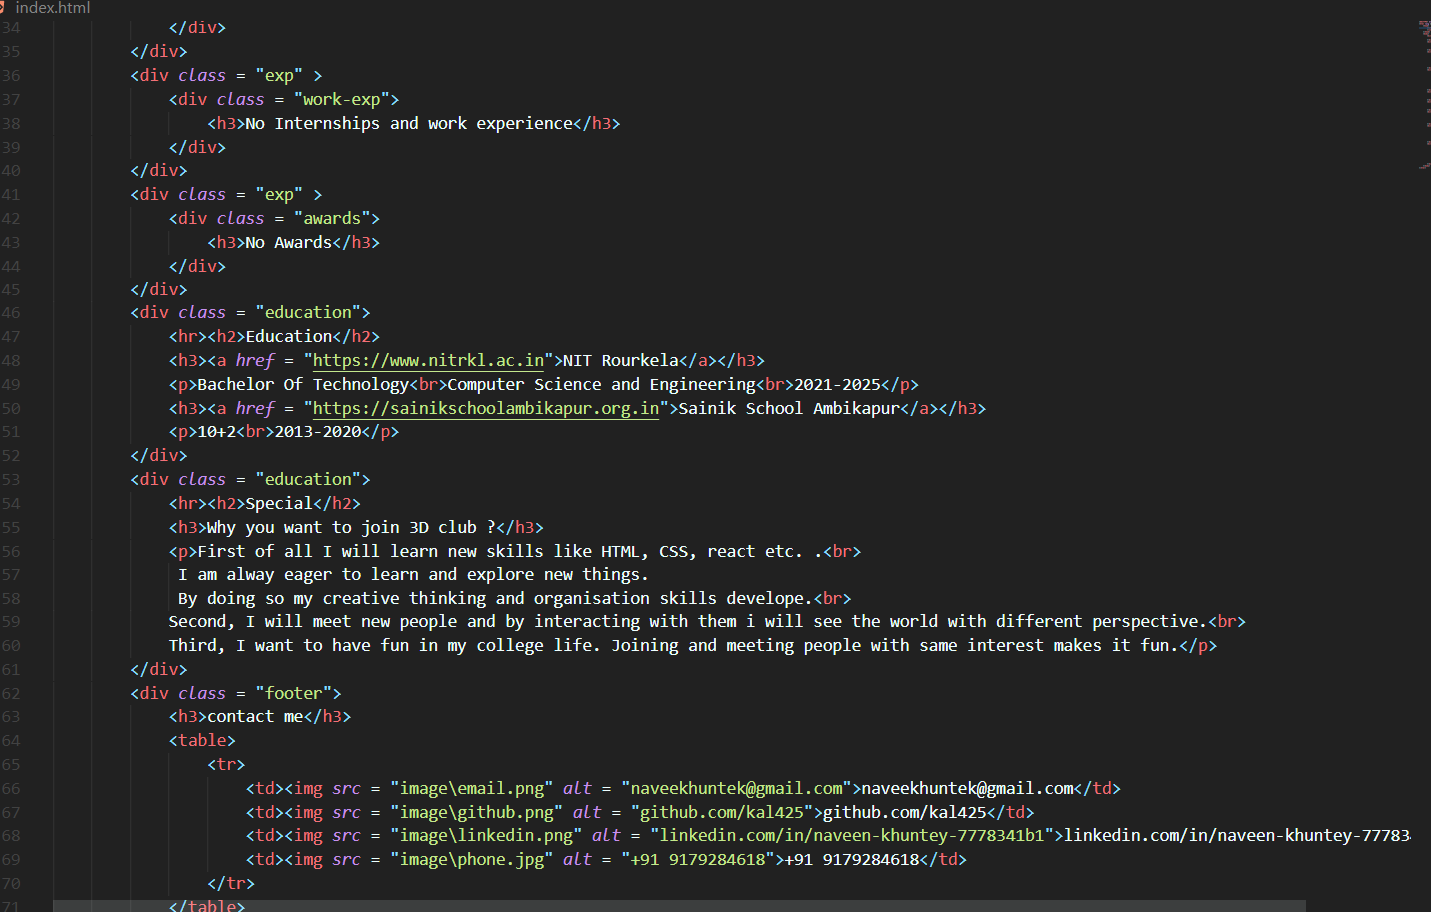 index.html
34 </div>
35 </div>
36 <div class = "exp" >
37 <div class = "work-exp">
38 <h3>No Internships and work experience</h3>
39 </div>
40 </div>
41 <div class = "exp" >
42 <div class = "awards">
43 <h3>No Awards</h3>
44 </div>
45 </div>
46 <div class = "education">
47 <hr><h2>Education</h2>
48 <h3><a href = "https://www.nitrkl.ac.in">NIT Rourkela</a></h3>
49 <p>Bachelor Of Technology<br>Computer Science and Engineering<br>2021-2025</p>
50 <h3><a href = "https://sainikschoolambikapur.org.in">Sainik School Ambikapur</a></h3>
51 <p>10+2<br>2013-2020</p>
52 </div>
53 <div class = "education">
54 <hr><h2>Special</h2>
55 <h3>Why you want to join 3D club ?</h3>
56 <p>First of all I will learn new skills like HTML, CSS, react etc. .<br>
57 I am alway eager to learn and explore new things.
58 By doing so my creative thinking and organisation skills develope.<br>
59 Second, I will meet new people and by interacting with them i will see the world with different perspective.<br>
60 Third, I want to have fun in my college life. Joining and meeting people with same interest makes it fun.</p>
61 </div>
62 <div class = "footer">
63 <h3>contact me</h3>
64 <table>
65 <tr>
66 <td><img src = "image\email.png" alt = "naveekhuntek@gmail.com">naveekhuntek@gmail.com</td>
67 <td><img src = "image\github.png" alt = "github.com/kal425">github.com/kal425</td>
68 <td><img src = "image\linkedin.png" alt = "linkedin.com/in/naveen-khuntey-7778341b1">linkedin.com/in/naveen-khuntey-77783
69 <td><img src = "image\phone.jpg" alt = "+91 9179284618">+91 9179284618</td>
70 </tr>
71 </table>